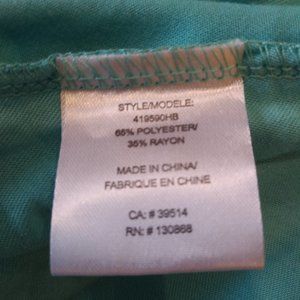 STYLE/MODELE:
419590HB
65% POLYESTER/
35% RAYON
MADE IN CHINA/
FABRIQUE EN CHINE
CA: # 39514
RN: # 130868